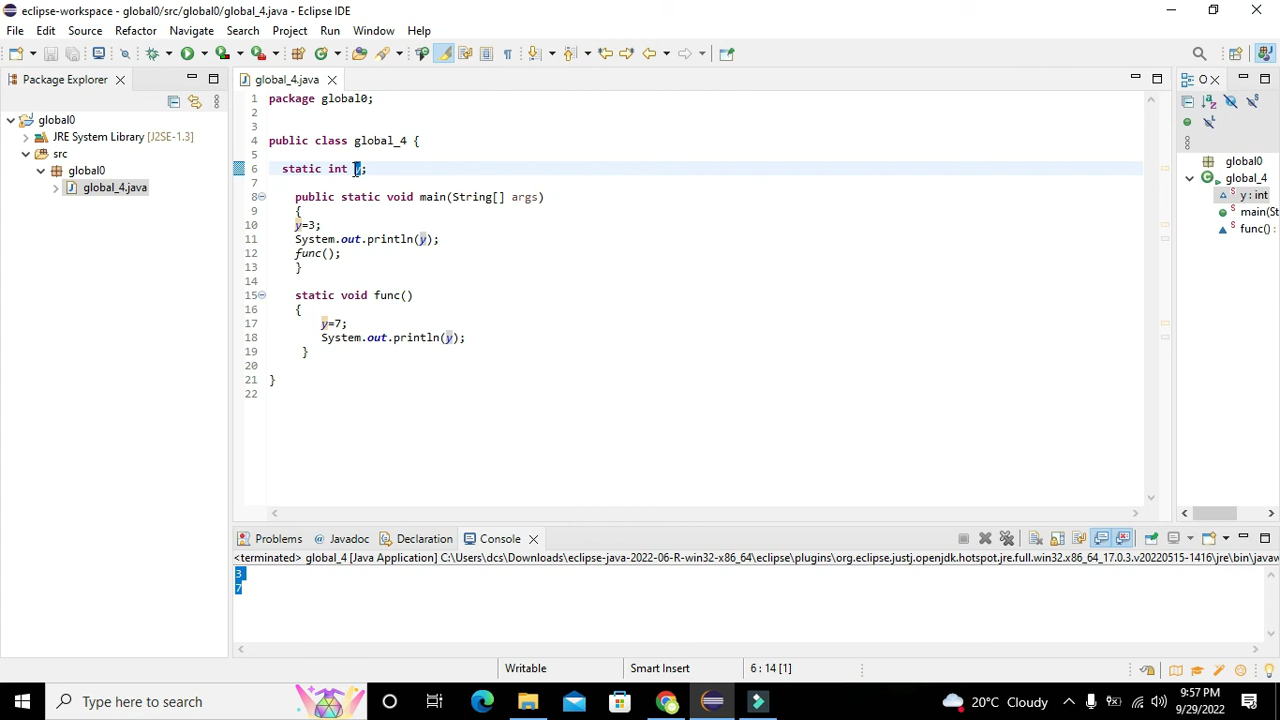 eclipse-workspace - global0/src/global0/global_4.java - Eclipse IDE
File Edit Source Refactor Navigate Search Project Run Window Help
Package Explorer
global_4.java
global0
JRE System Library [J2SE-1.3]
src
global0
global_4.java
1 package global0;
2
3
4 public class global_4 {
5
6 static int y;
7
8 public static void main(String[] args)
9 {
10 y=3;
11 System.out.println(y);
12 func();
13 }
14
15 static void func()
16 {
17 y=7;
18 System.out.println(y);
19 }
20
21 }
22
O
global0
global_4
y : int
main(S
func() :
Problems Javadoc Declaration Console
<terminated> global_4 [Java Application] C:\Users\dcs\Downloads\eclipse-java-2022-06-R-win32-x86_64\eclipse\plugins\org.eclipse.justj.openjdk.hotspot.jre.full.win32.x86_64_17.0.3.v20220515-1416\jre\bin\javaw
3
7
Writable Smart Insert 6 : 14 [1]
Type here to search
20°C Cloudy
9:57 PM
9/29/2022